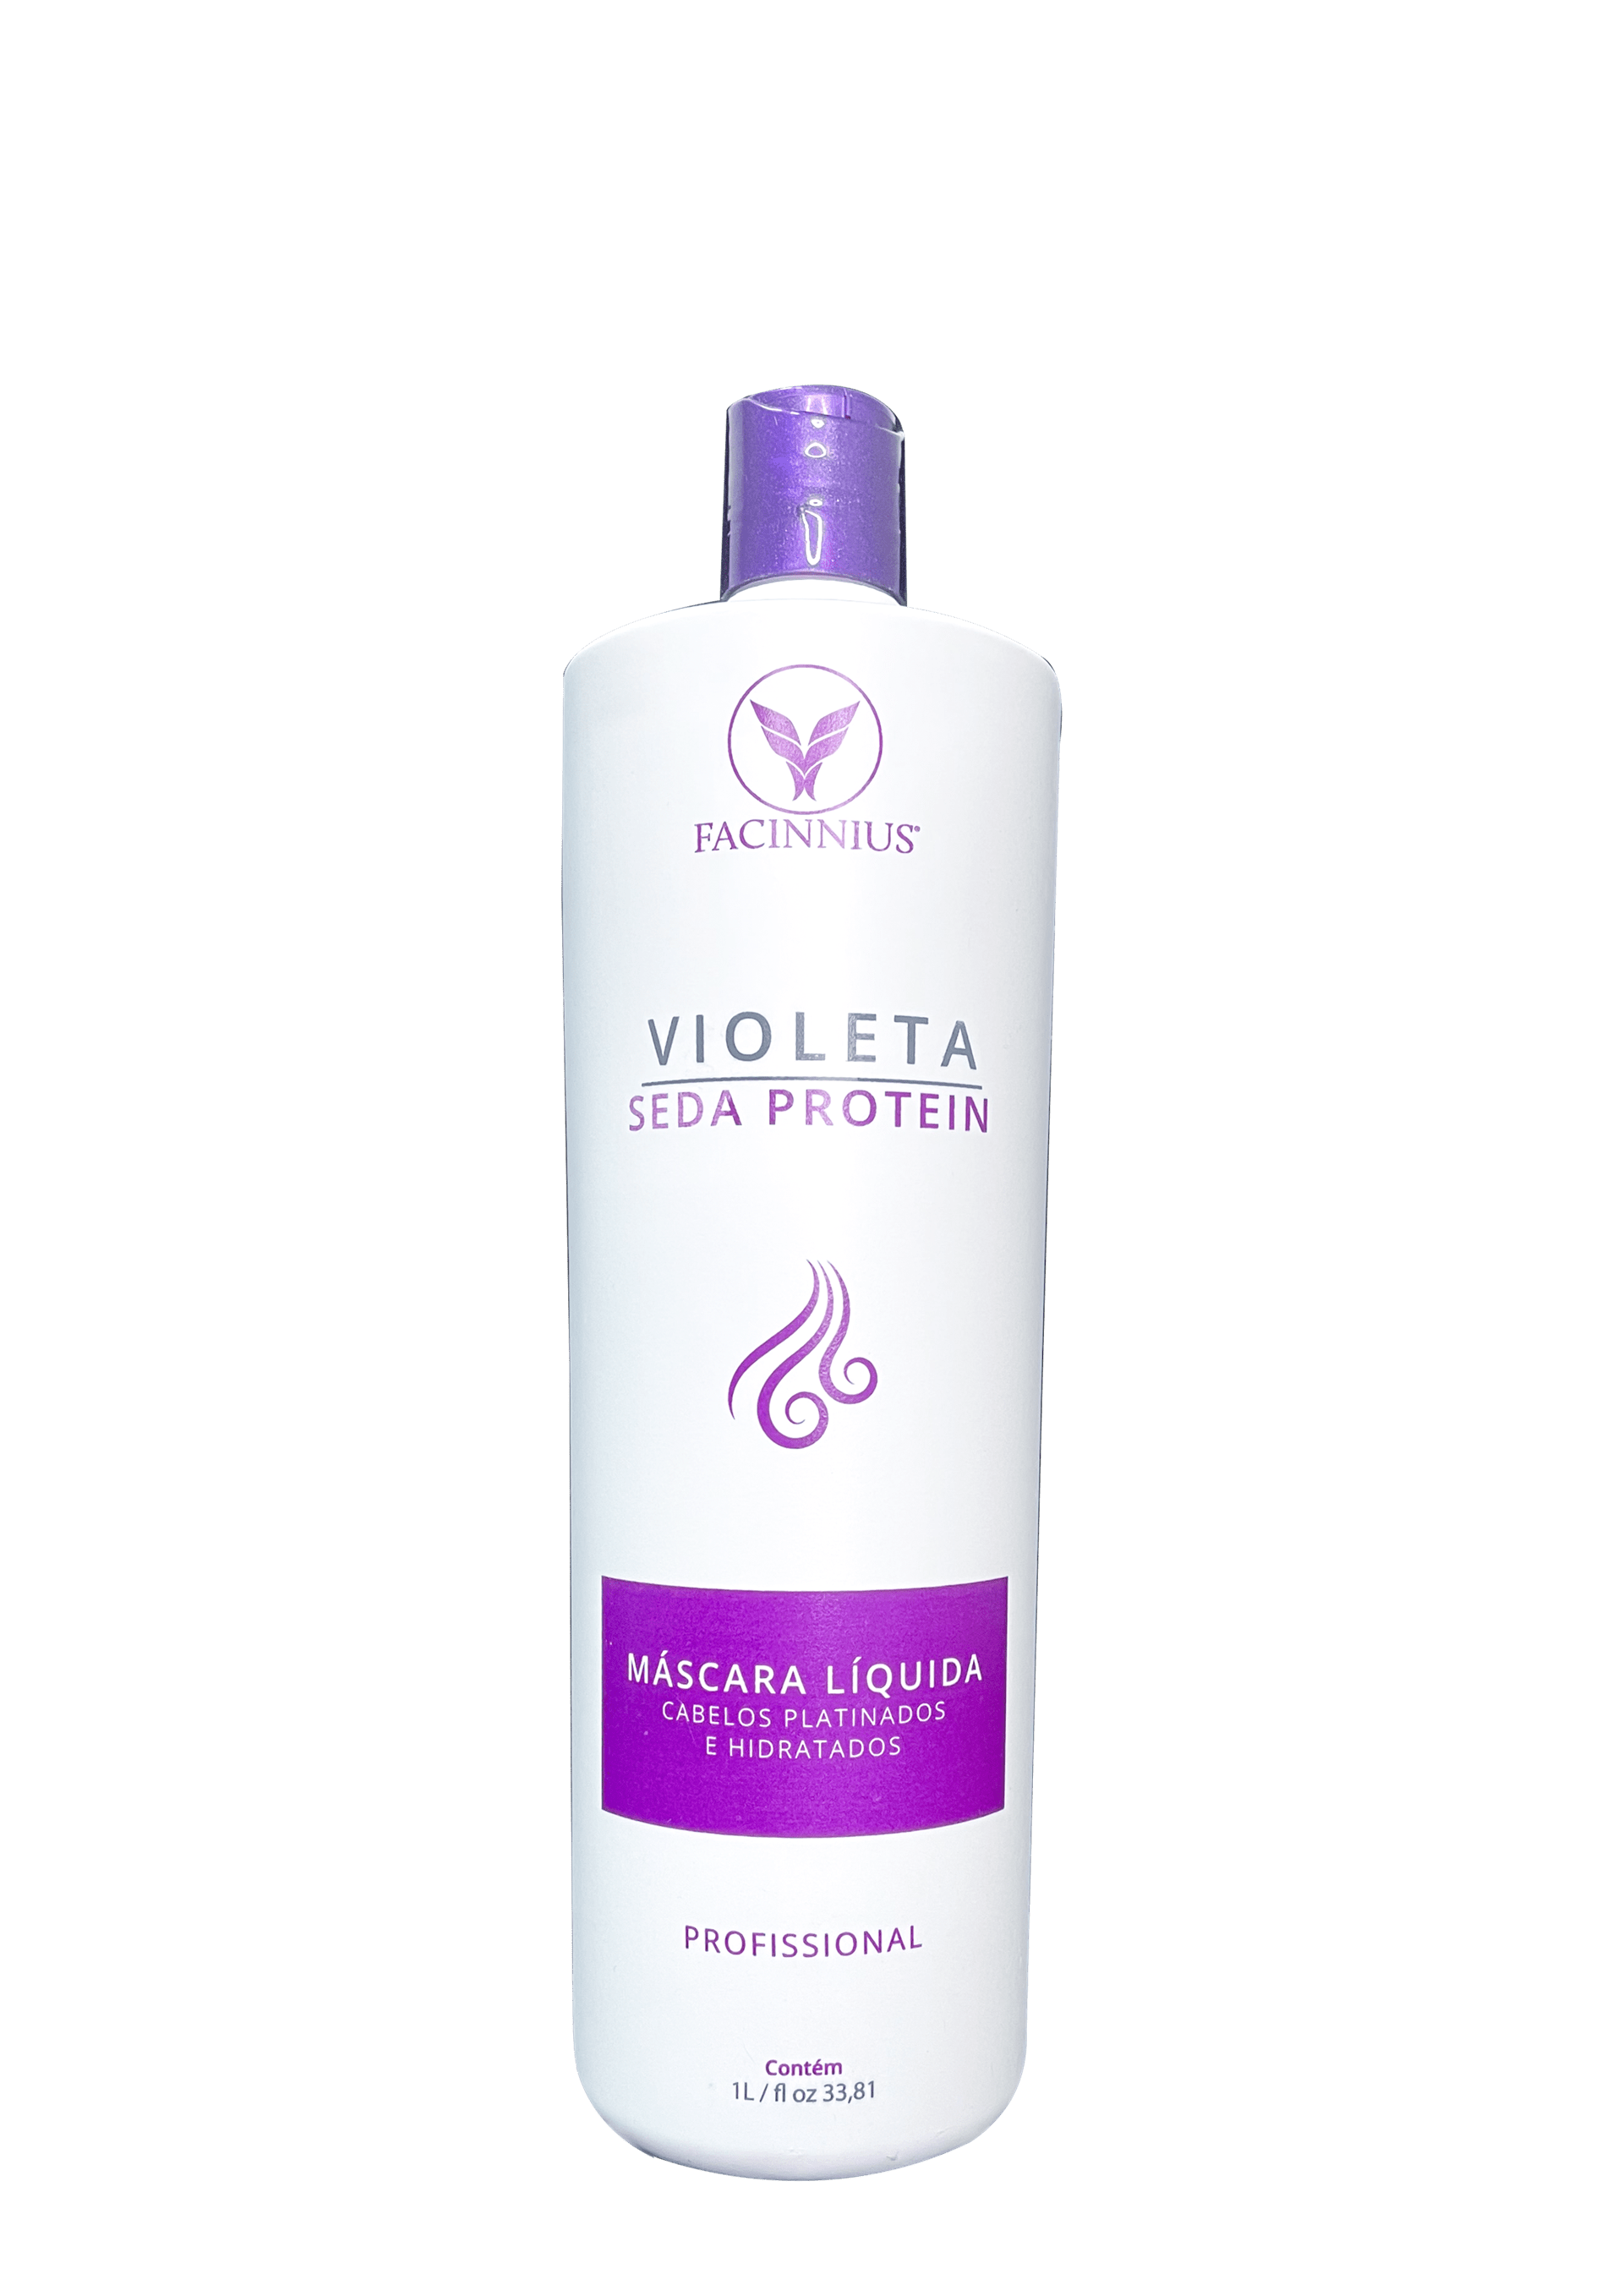 FACINNIUS®
VIOLETA
SEDA PROTEIN
MÁSCARA LÍQUIDA
CABELOS PLATINADOS
E HIDRATADOS
PROFISSIONAL
Contém
1L / fl oz 33,81